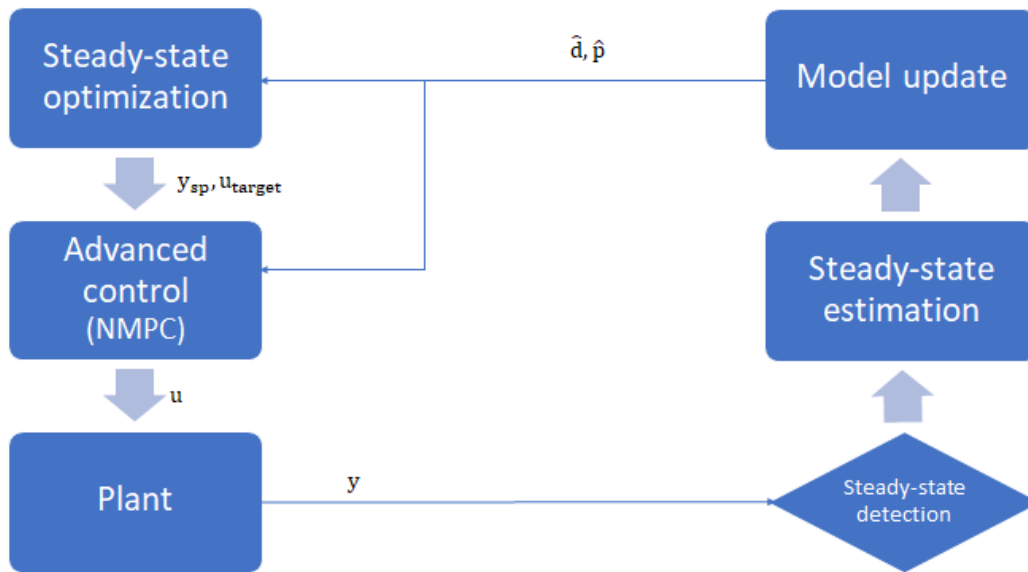 Steady-state
optimization
d̂, p̂
Model update
y_sp, u_target
Advanced
control
(NMPC)
Steady-state
estimation
u
Plant
y
Steady-state
detection